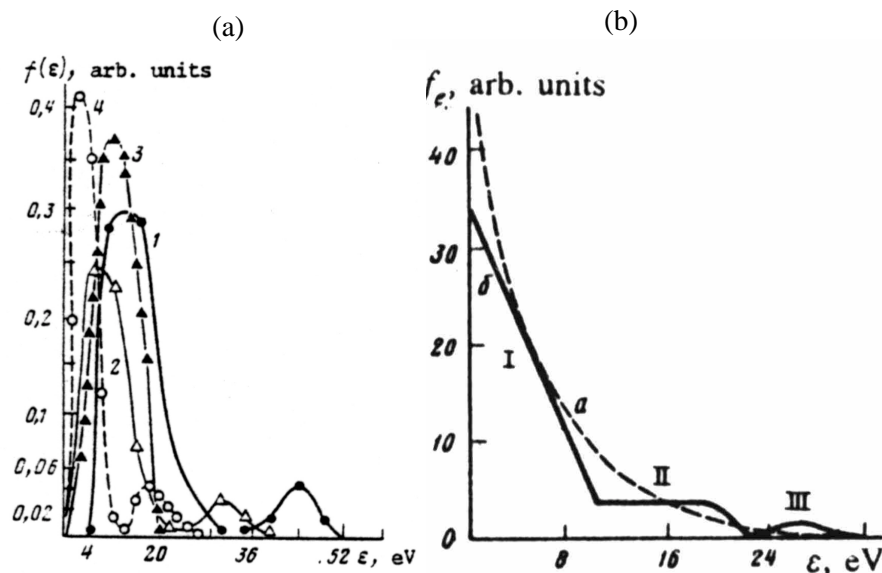 (a)
(b)
f(ε), arb. units
0,4
0,3
0,2
0,1
0,06
0,02
4
3
1
2
4 20 36 .52 ε, eV
fe, arb. units
40
30
20
10
0
б
I
а
II
III
8 16 24 ε, eV